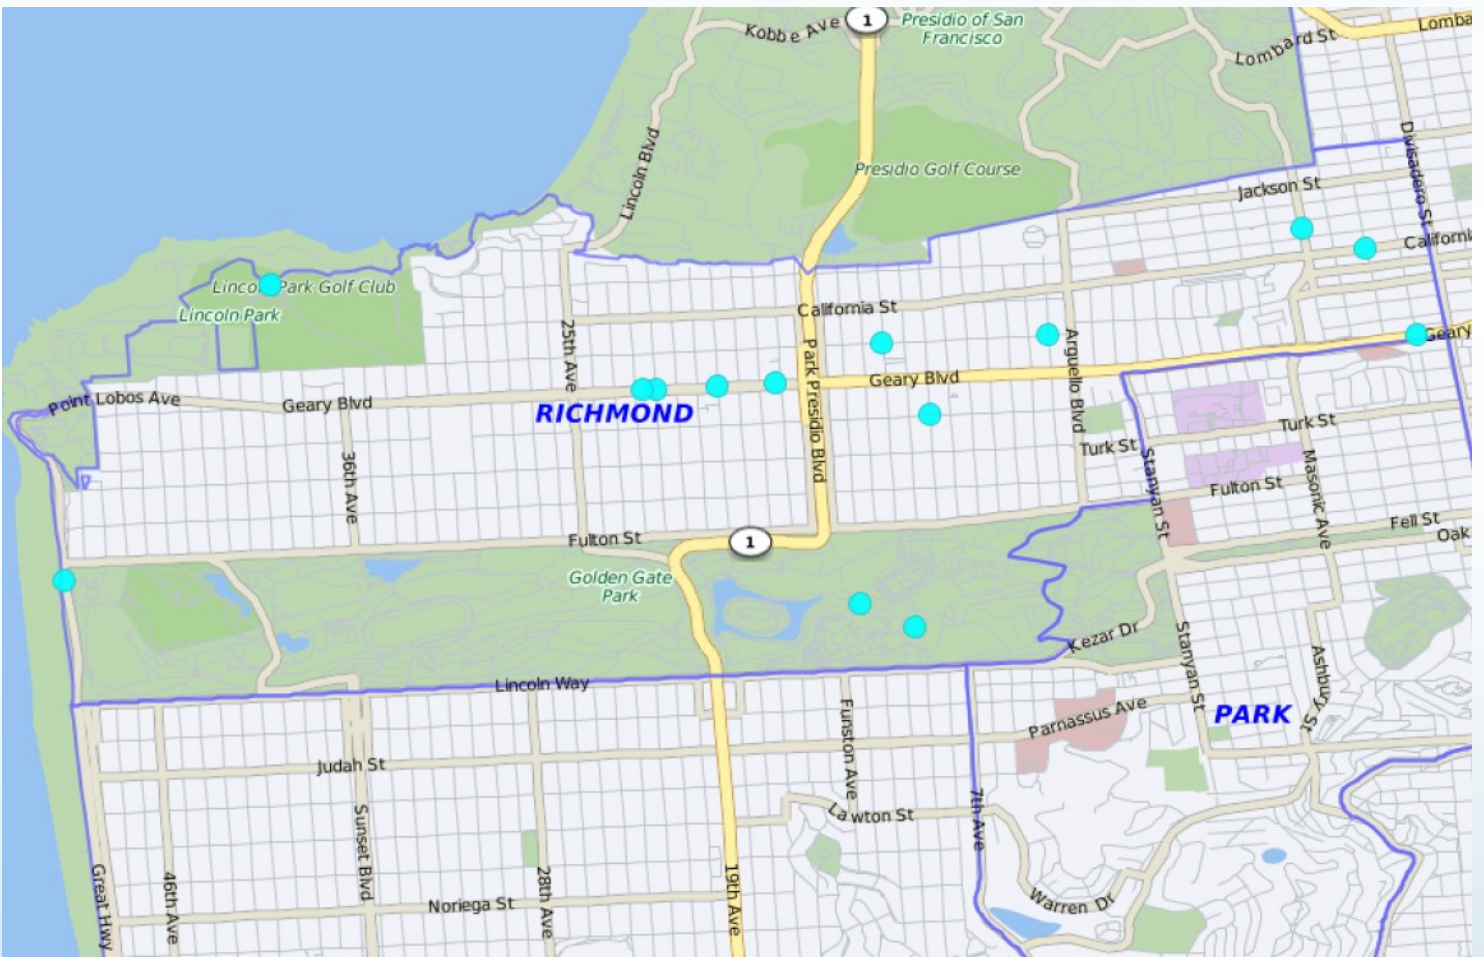 1
Kobbe Ave
Presidio of San
Francisco
Lombard St
Lomba
Lincoln Blvd
Presidio Golf Course
Divisadero St
Jackson St
California
Lincol Park Golf Club
Lincoln Park
California St
25th Ave
Park Presidio Blvd
Arguello Blvd
Geary
Geary Blvd
Point Lobos Ave
Geary Blvd
RICHMOND
Turk St
Turk St
36th Ave
Stanyan St
Masonic Ave
Fulton St
Fell St
Oak
Fulton St
1
Golden Gate
Park
Kezar Dr
Stanyan St
Ashbury St
Lincoln Way
PARK
Parnassus Ave
Funston Ave
Judah St
7th Ave
Lawton St
Sunset Blvd
Great Hwy
46th Ave
28th Ave
19th Ave
Noriega St
Warren Dr